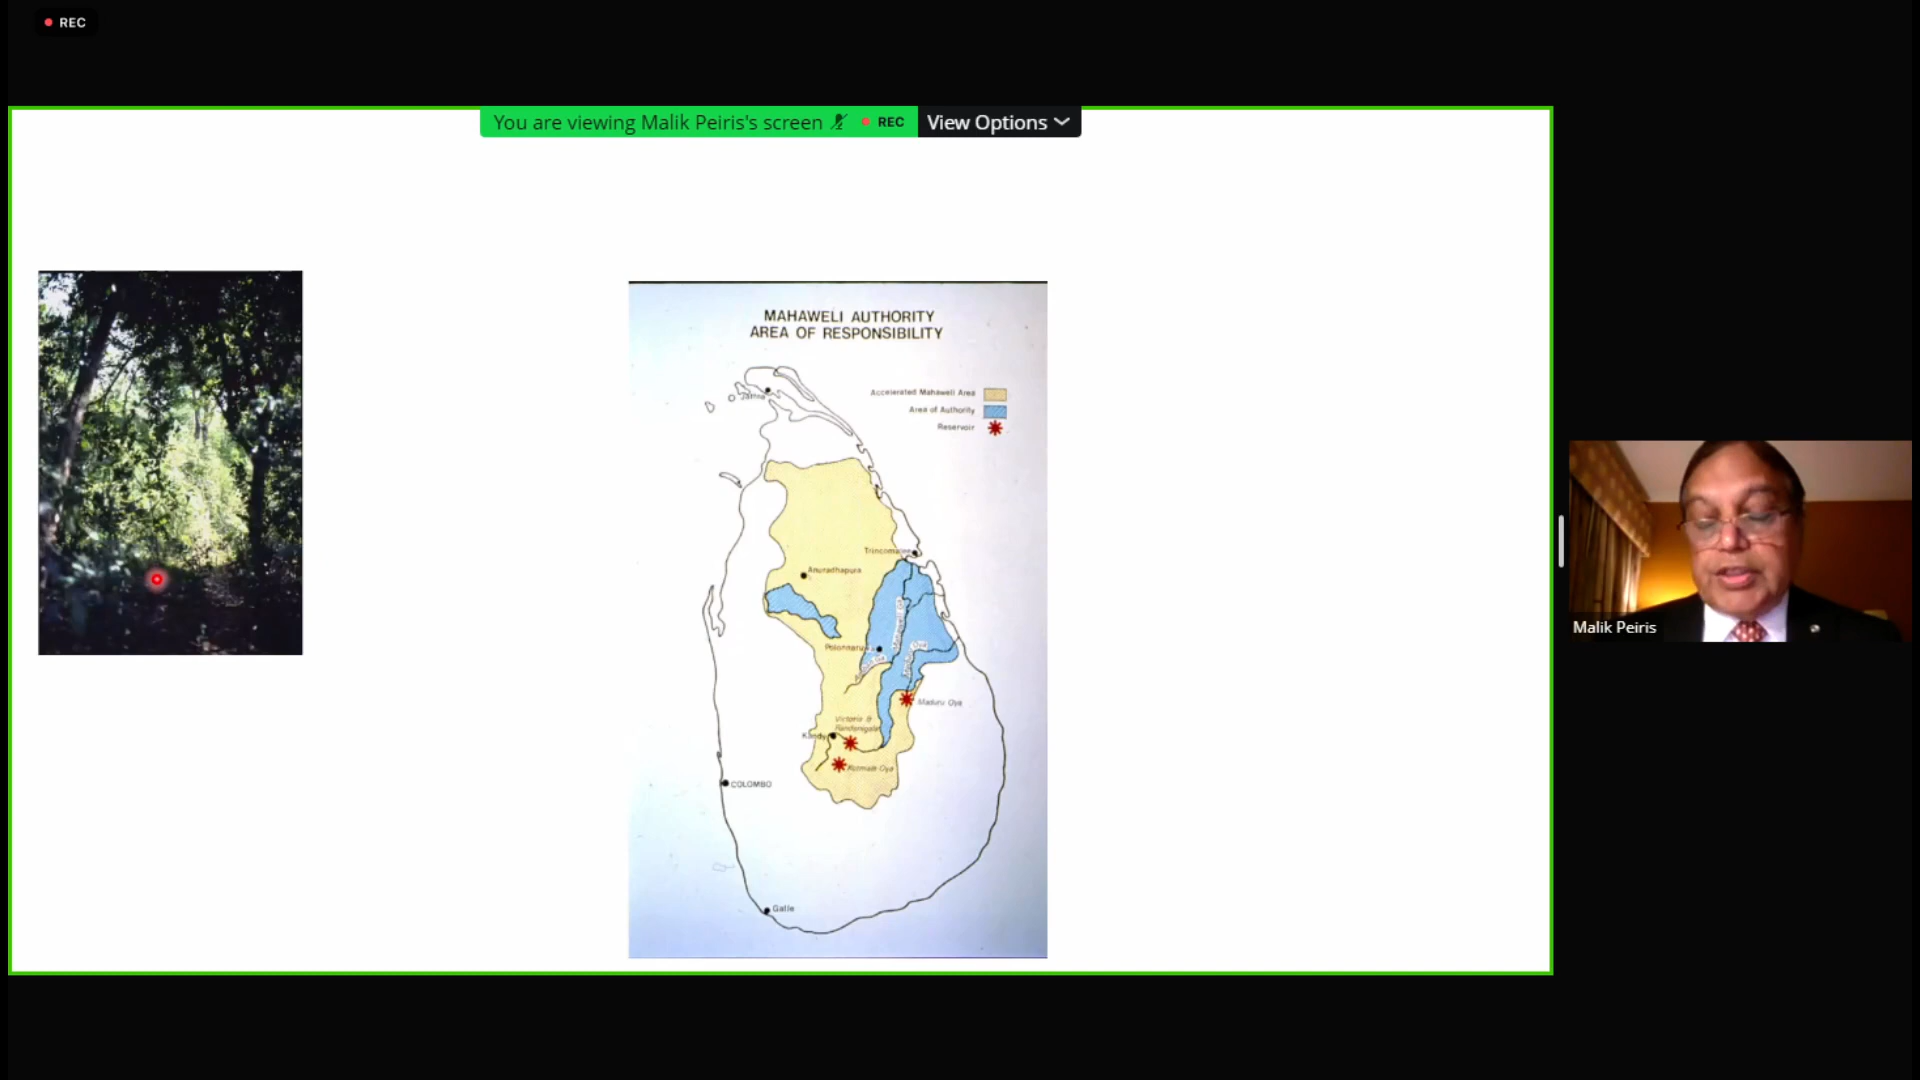 REC
You are viewing Malik Peiris's screen
REC
View Options
MAHAWELI AUTHORITY
AREA OF RESPONSIBILITY
Accelerated Mahaweli Area
Area of Authority
Reservoir
Jaffna
Trincomalee
Anuradhapura
Maduru Oya
Victoria &
Randenigala
Kandy
Kotmale Oya
COLOMBO
Galle
Malik Peiris